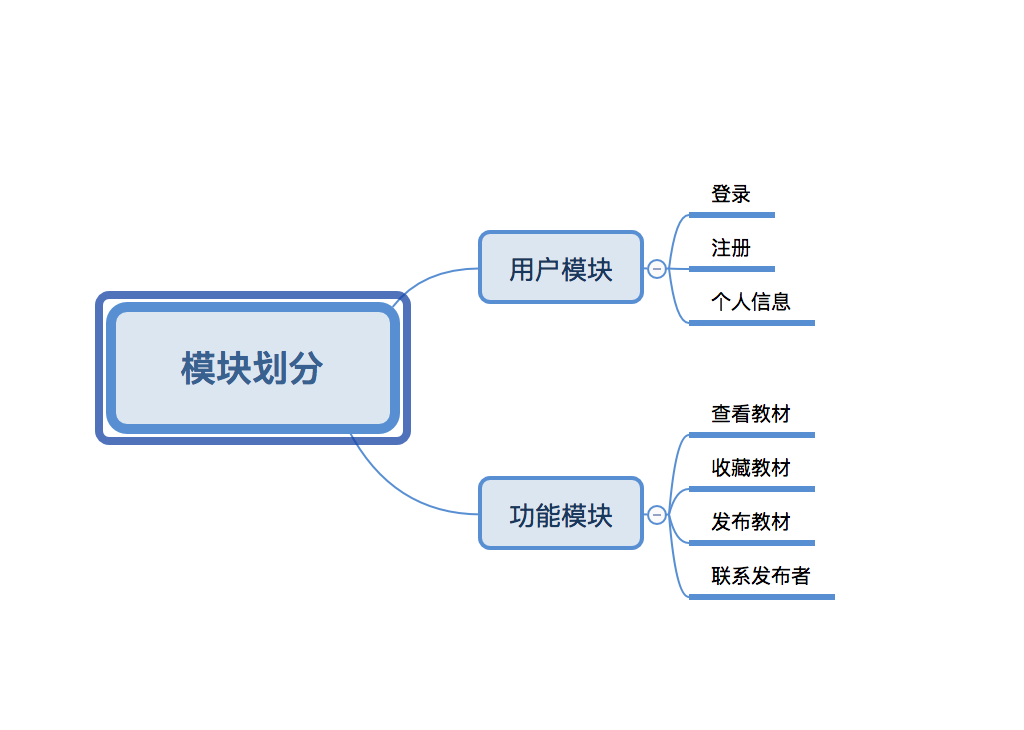 模块划分
用户模块
登录
注册
个人信息
功能模块
查看教材
收藏教材
发布教材
联系发布者